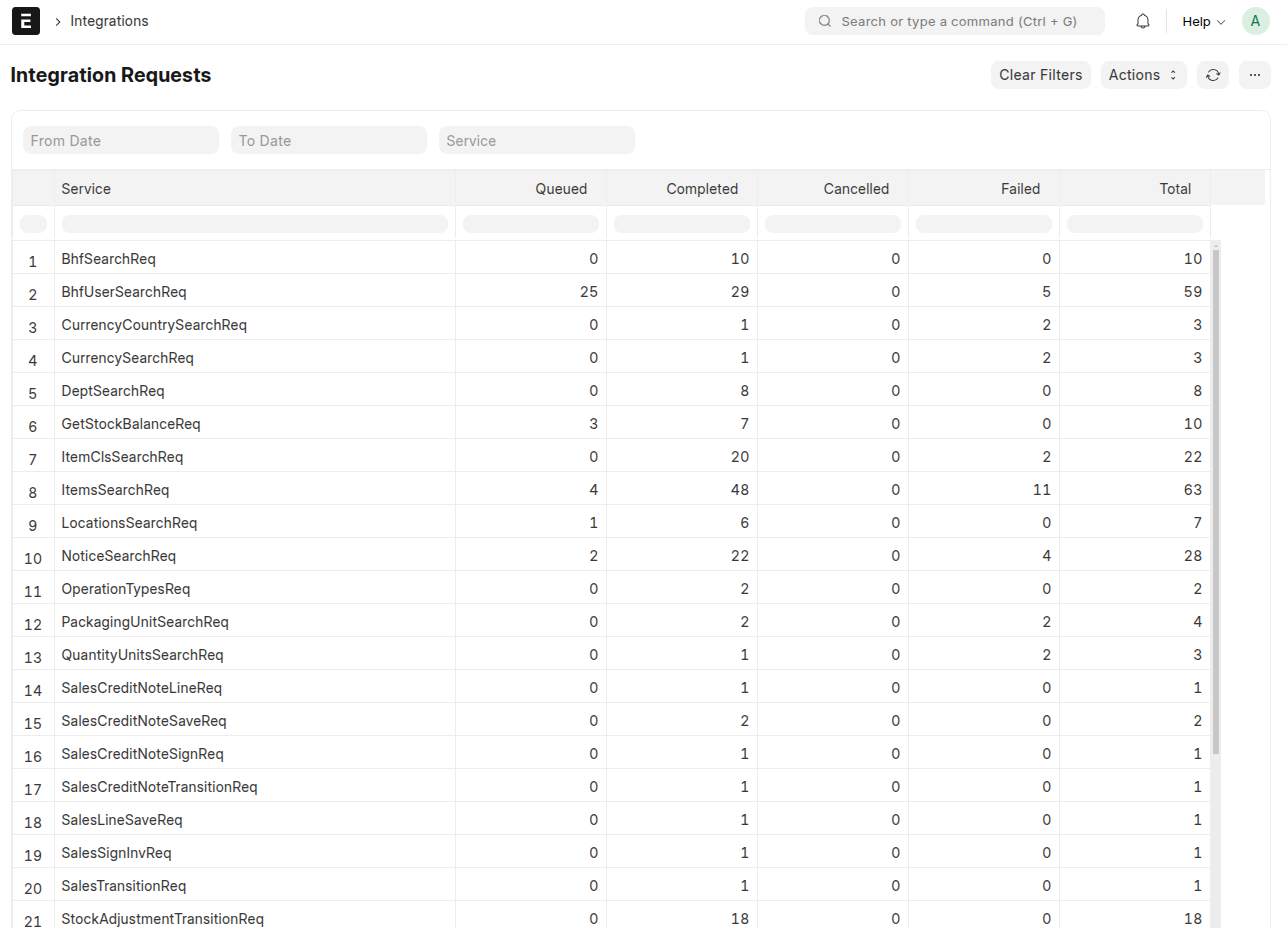 E Integrations Search or type a command (Ctrl + G) Help A
Integration Requests Clear Filters Actions ...
From Date To Date Service
Service Queued Completed Cancelled Failed Total
1 BhfSearchReq 0 10 0 0 10
2 BhfUserSearchReq 25 29 0 5 59
3 CurrencyCountrySearchReq 0 1 0 2 3
4 CurrencySearchReq 0 1 0 2 3
5 DeptSearchReq 0 8 0 0 8
6 GetStockBalanceReq 3 7 0 0 10
7 ItemClsSearchReq 0 20 0 2 22
8 ItemsSearchReq 4 48 0 11 63
9 LocationsSearchReq 1 6 0 0 7
10 NoticeSearchReq 2 22 0 4 28
11 OperationTypesReq 0 2 0 0 2
12 PackagingUnitSearchReq 0 2 0 2 4
13 QuantityUnitsSearchReq 0 1 0 2 3
14 SalesCreditNoteLineReq 0 1 0 0 1
15 SalesCreditNoteSaveReq 0 2 0 0 2
16 SalesCreditNoteSignReq 0 1 0 0 1
17 SalesCreditNoteTransitionReq 0 1 0 0 1
18 SalesLineSaveReq 0 1 0 0 1
19 SalesSignInvReq 0 1 0 0 1
20 SalesTransitionReq 0 1 0 0 1
21 StockAdjustmentTransitionReq 0 18 0 0 18